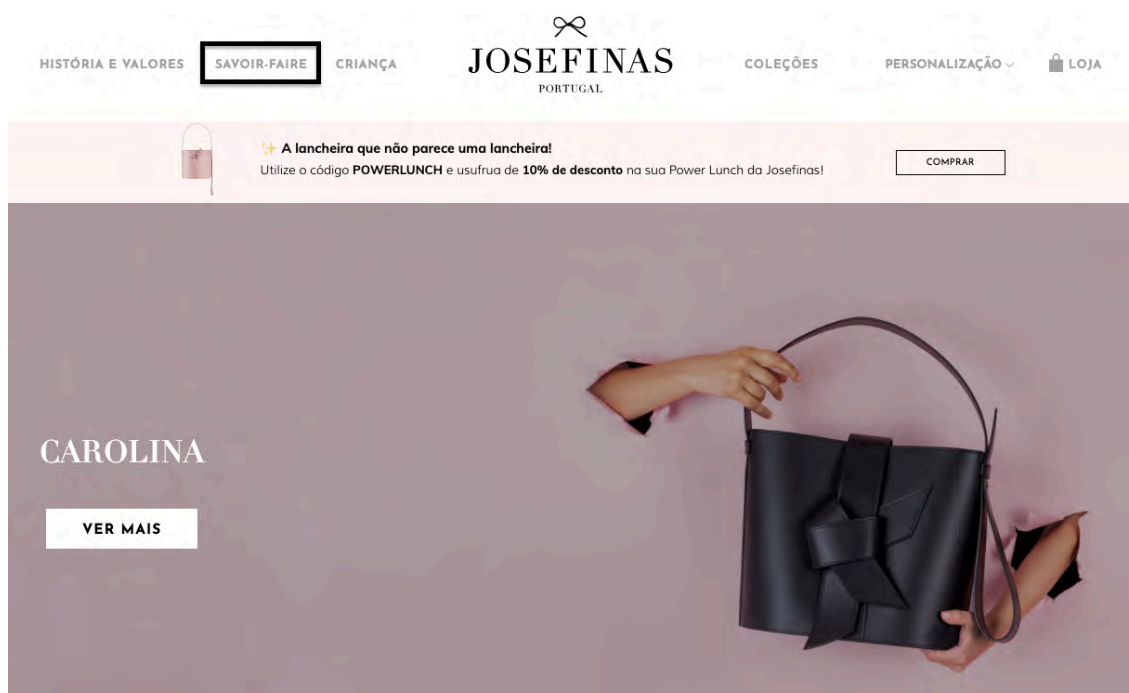 HISTÓRIA E VALORES
SAVOIR-FAIRE
CRIANÇA
JOSEFINAS
PORTUGAL
COLEÇÕES
PERSONALIZAÇÃO
LOJA
✨ A lancheira que não parece uma lancheira!
Utilize o código POWERLUNCH e usufrua de 10% de desconto na sua Power Lunch da Josefinas!
COMPRAR
CAROLINA
VER MAIS